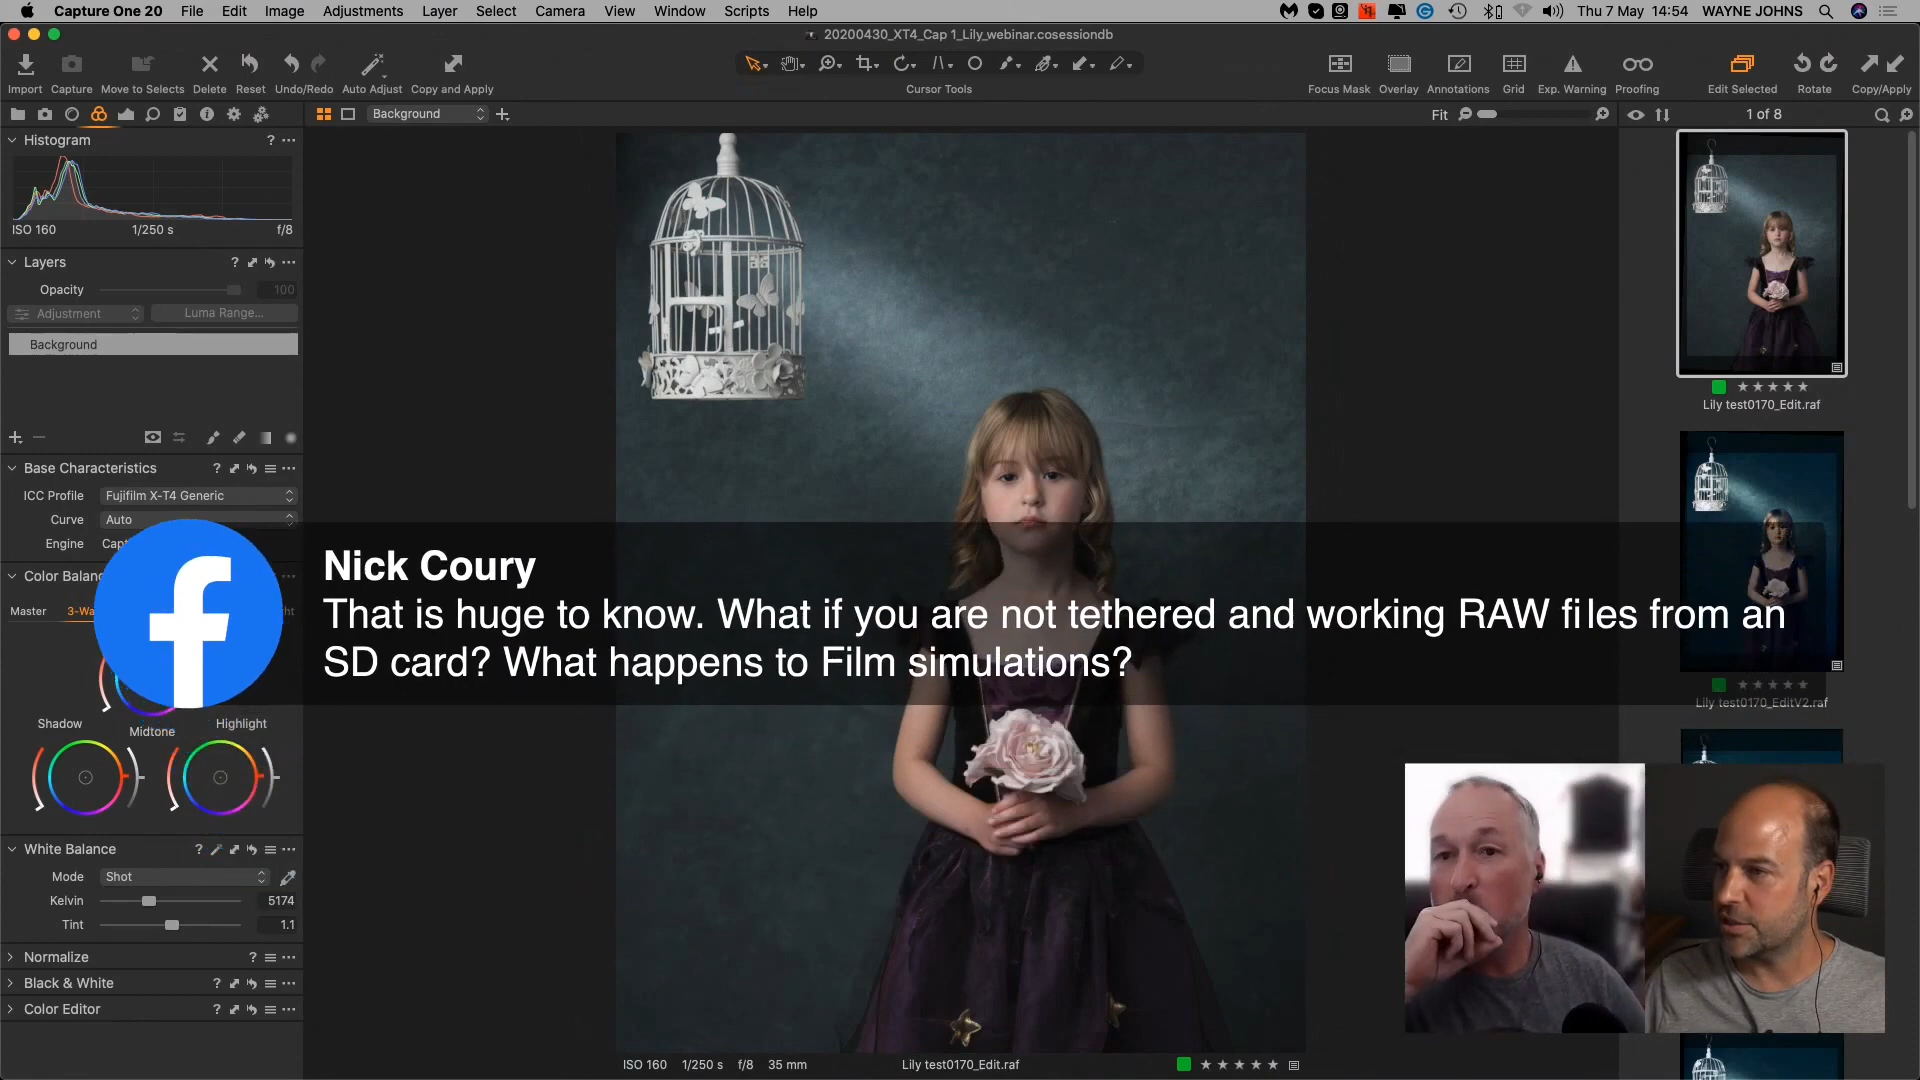 Capture One 20 File Edit Image Adjustments Layer Select Camera View Window Scripts Help Thu 7 May 14:54 WAYNE JOHNS
20200430_XT4_Cap 1_Lily_webinar.cosessiondb
Import Capture Move to Selects Delete Reset Undo/Redo Auto Adjust Copy and Apply Cursor Tools Focus Mask Overlay Annotations Grid Exp. Warning Proofing Edit Selected Rotate Copy/Apply
Background Fit 1 of 8
Histogram
ISO 160 1/250 s f/8
Layers
Opacity 100
Adjustment Luma Range...
Background
Lily test0170_Edit.raf
Base Characteristics
ICC Profile Fujifilm X-T4 Generic
Curve Auto
Engine Capt
Color Balanc
Master 3-Wa ht
Nick Coury
That is huge to know. What if you are not tethered and working RAW files from an
SD card? What happens to Film simulations?
Lily test0170_EditV2.raf
Shadow Midtone Highlight
White Balance
Mode Shot
Kelvin 5174
Tint 1.1
Normalize
Black & White
Color Editor
ISO 160 1/250 s f/8 35 mm Lily test0170_Edit.raf